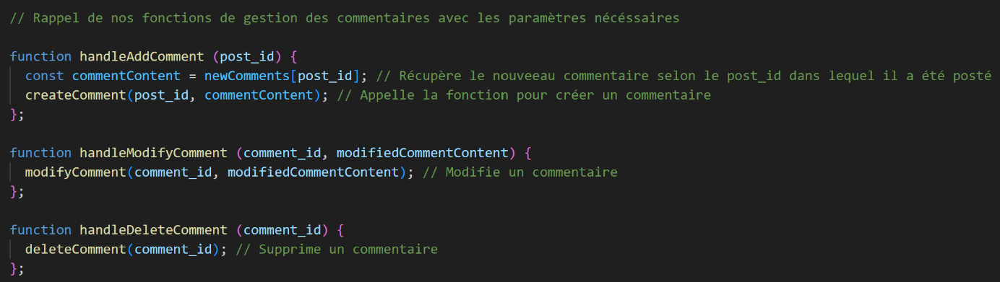 // Rappel de nos fonctions de gestion des commentaires avec les paramètres nécéssaires
function handleAddComment (post_id) {
const commentContent = newComments[post_id]; // Récupère le nouveeau commentaire selon le post_id dans lequel il a été posté
createComment(post_id, commentContent); // Appelle la fonction pour créer un commentaire
};
function handleModifyComment (comment_id, modifiedCommentContent) {
modifyComment(comment_id, modifiedCommentContent); // Modifie un commentaire
};
function handleDeleteComment (comment_id) {
deleteComment(comment_id); // Supprime un commentaire
};